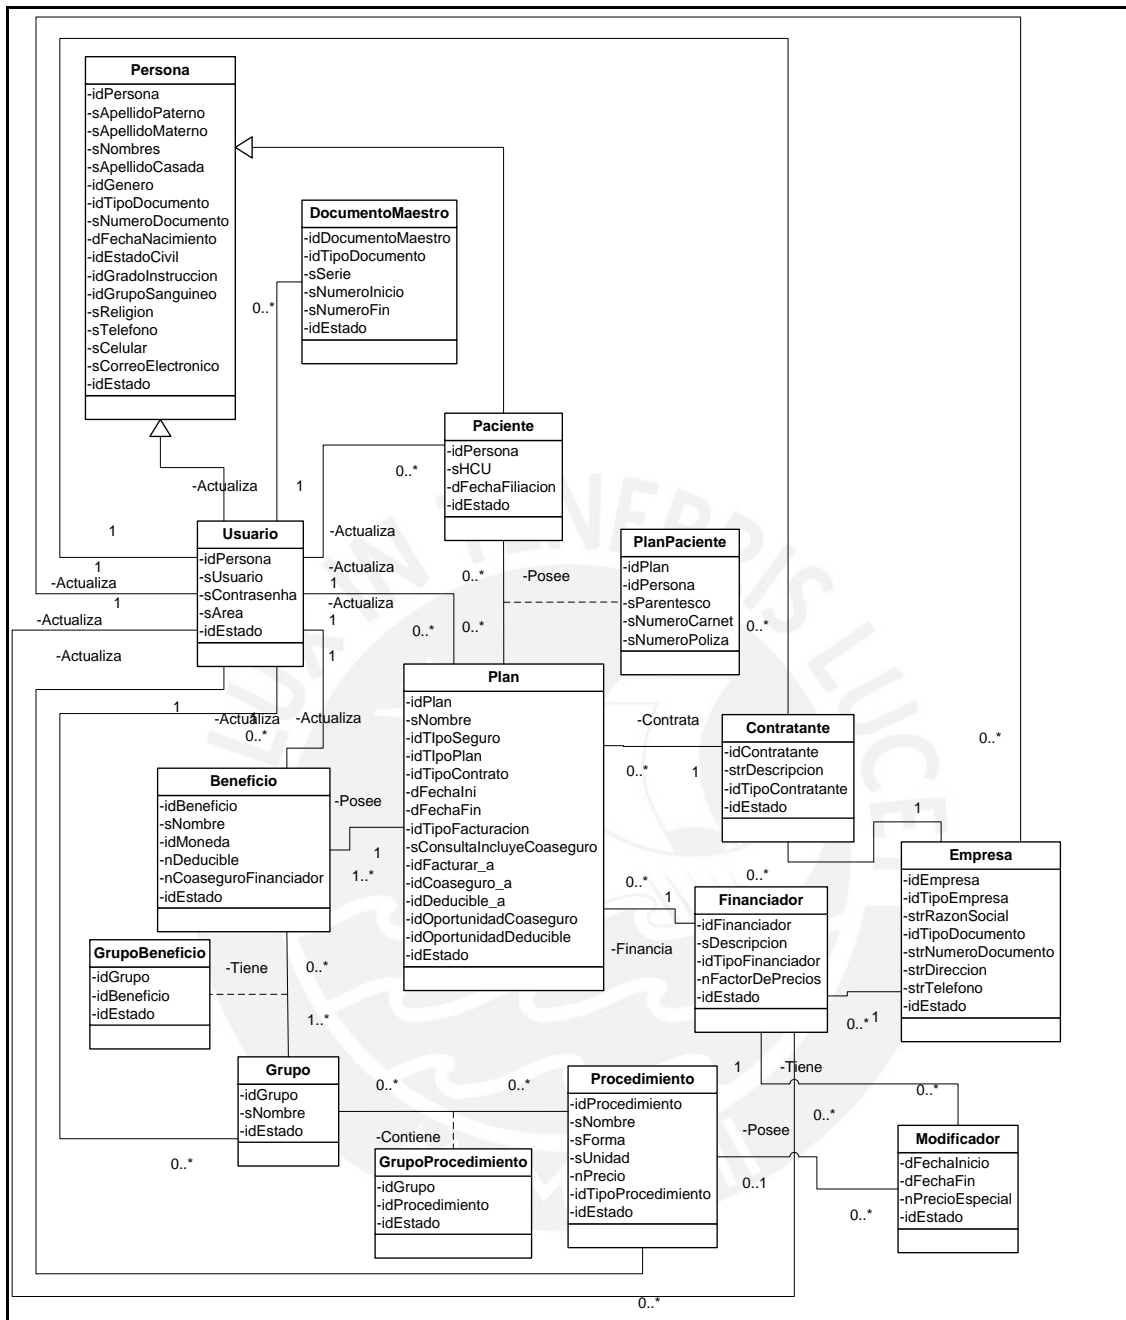 Persona
-idPersona
-sApellidoPaterno
-sApellidoMaterno
-sNombres
-sApellidoCasada
-idGenero
-idTipoDocumento
-sNumeroDocumento
-dFechaNacimiento
-idEstadoCivil
-idGradoInstruccion
-idGrupoSanguineo
-sReligion
-sTelefono
-sCelular
-sCorreoElectronico
-idEstado
DocumentoMaestro
-idDocumentoMaestro
-idTipoDocumento
-sSerie
-sNumeroInicio
-sNumeroFin
-idEstado
0..*
Paciente
-idPersona
-sHCU
-dFechaFiliacion
-idEstado
0..*
-Actualiza
1
Usuario
-idPersona
-sUsuario
-sContrasenha
-sArea
-idEstado
1
1
-Actualiza
1
-Actualiza
-Actualiza
-Actualiza
-Actualiza
1
-Actualiza
1
1
PlanPaciente
-idPlan
-idPersona
-sParentesco
-sNumeroCarnet
-sNumeroPoliza
0..*
-Posee
0..*
0..*
0..*
1
-Actualiza
1
-Actualiza
0..*
Plan
-idPlan
-sNombre
-idTIpoSeguro
-idTIpoPlan
-idTipoContrato
-dFechaIni
-dFechaFin
-idTipoFacturacion
-sConsultaIncluyeCoaseguro
-idFacturar_a
-idCoaseguro_a
-idDeducible_a
-idOportunidadCoaseguro
-idOportunidadDeducible
-idEstado
-Contrata
0..*
1
Contratante
-idContratante
-strDescripcion
-idTipoContratante
-idEstado
0..*
1
0..*
Empresa
-idEmpresa
-idTipoEmpresa
-strRazonSocial
-idTipoDocumento
-strNumeroDocumento
-strDireccion
-strTelefono
-idEstado
Beneficio
-idBeneficio
-sNombre
-idMoneda
-nDeducible
-nCoaseguroFinanciador
-idEstado
-Posee
1
1..*
0..*
1
-Financia
Financiador
-idFinanciador
-sDescripcion
-idTipoFinanciador
-nFactorDePrecios
-idEstado
0..*
1
GrupoBeneficio
-idGrupo
-idBeneficio
-idEstado
-Tiene
0..*
1..*
Grupo
-idGrupo
-sNombre
-idEstado
0..*
0..*
0..*
-Contiene
GrupoProcedimiento
-idGrupo
-idProcedimiento
-idEstado
Procedimiento
-idProcedimiento
-sNombre
-sForma
-sUnidad
-nPrecio
-idTipoProcedimiento
-idEstado
1
-Tiene
0..*
0..*
-Posee
0..1
0..*
Modificador
-dFechaInicio
-dFechaFin
-nPrecioEspecial
-idEstado
0..*
LUX IN TENEBRIS LUCET